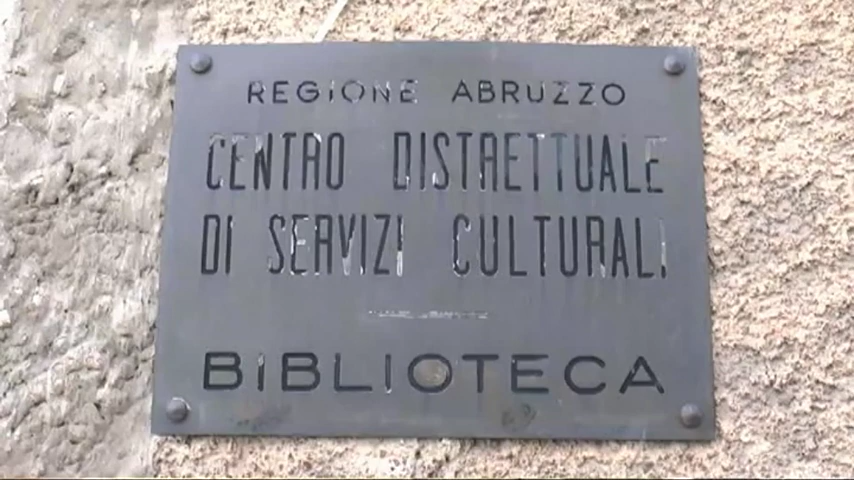 REGIONE ABRUZZO
CENTRO DISTRETTUALE
DI SERVIZI CULTURALI
BIBLIOTECA